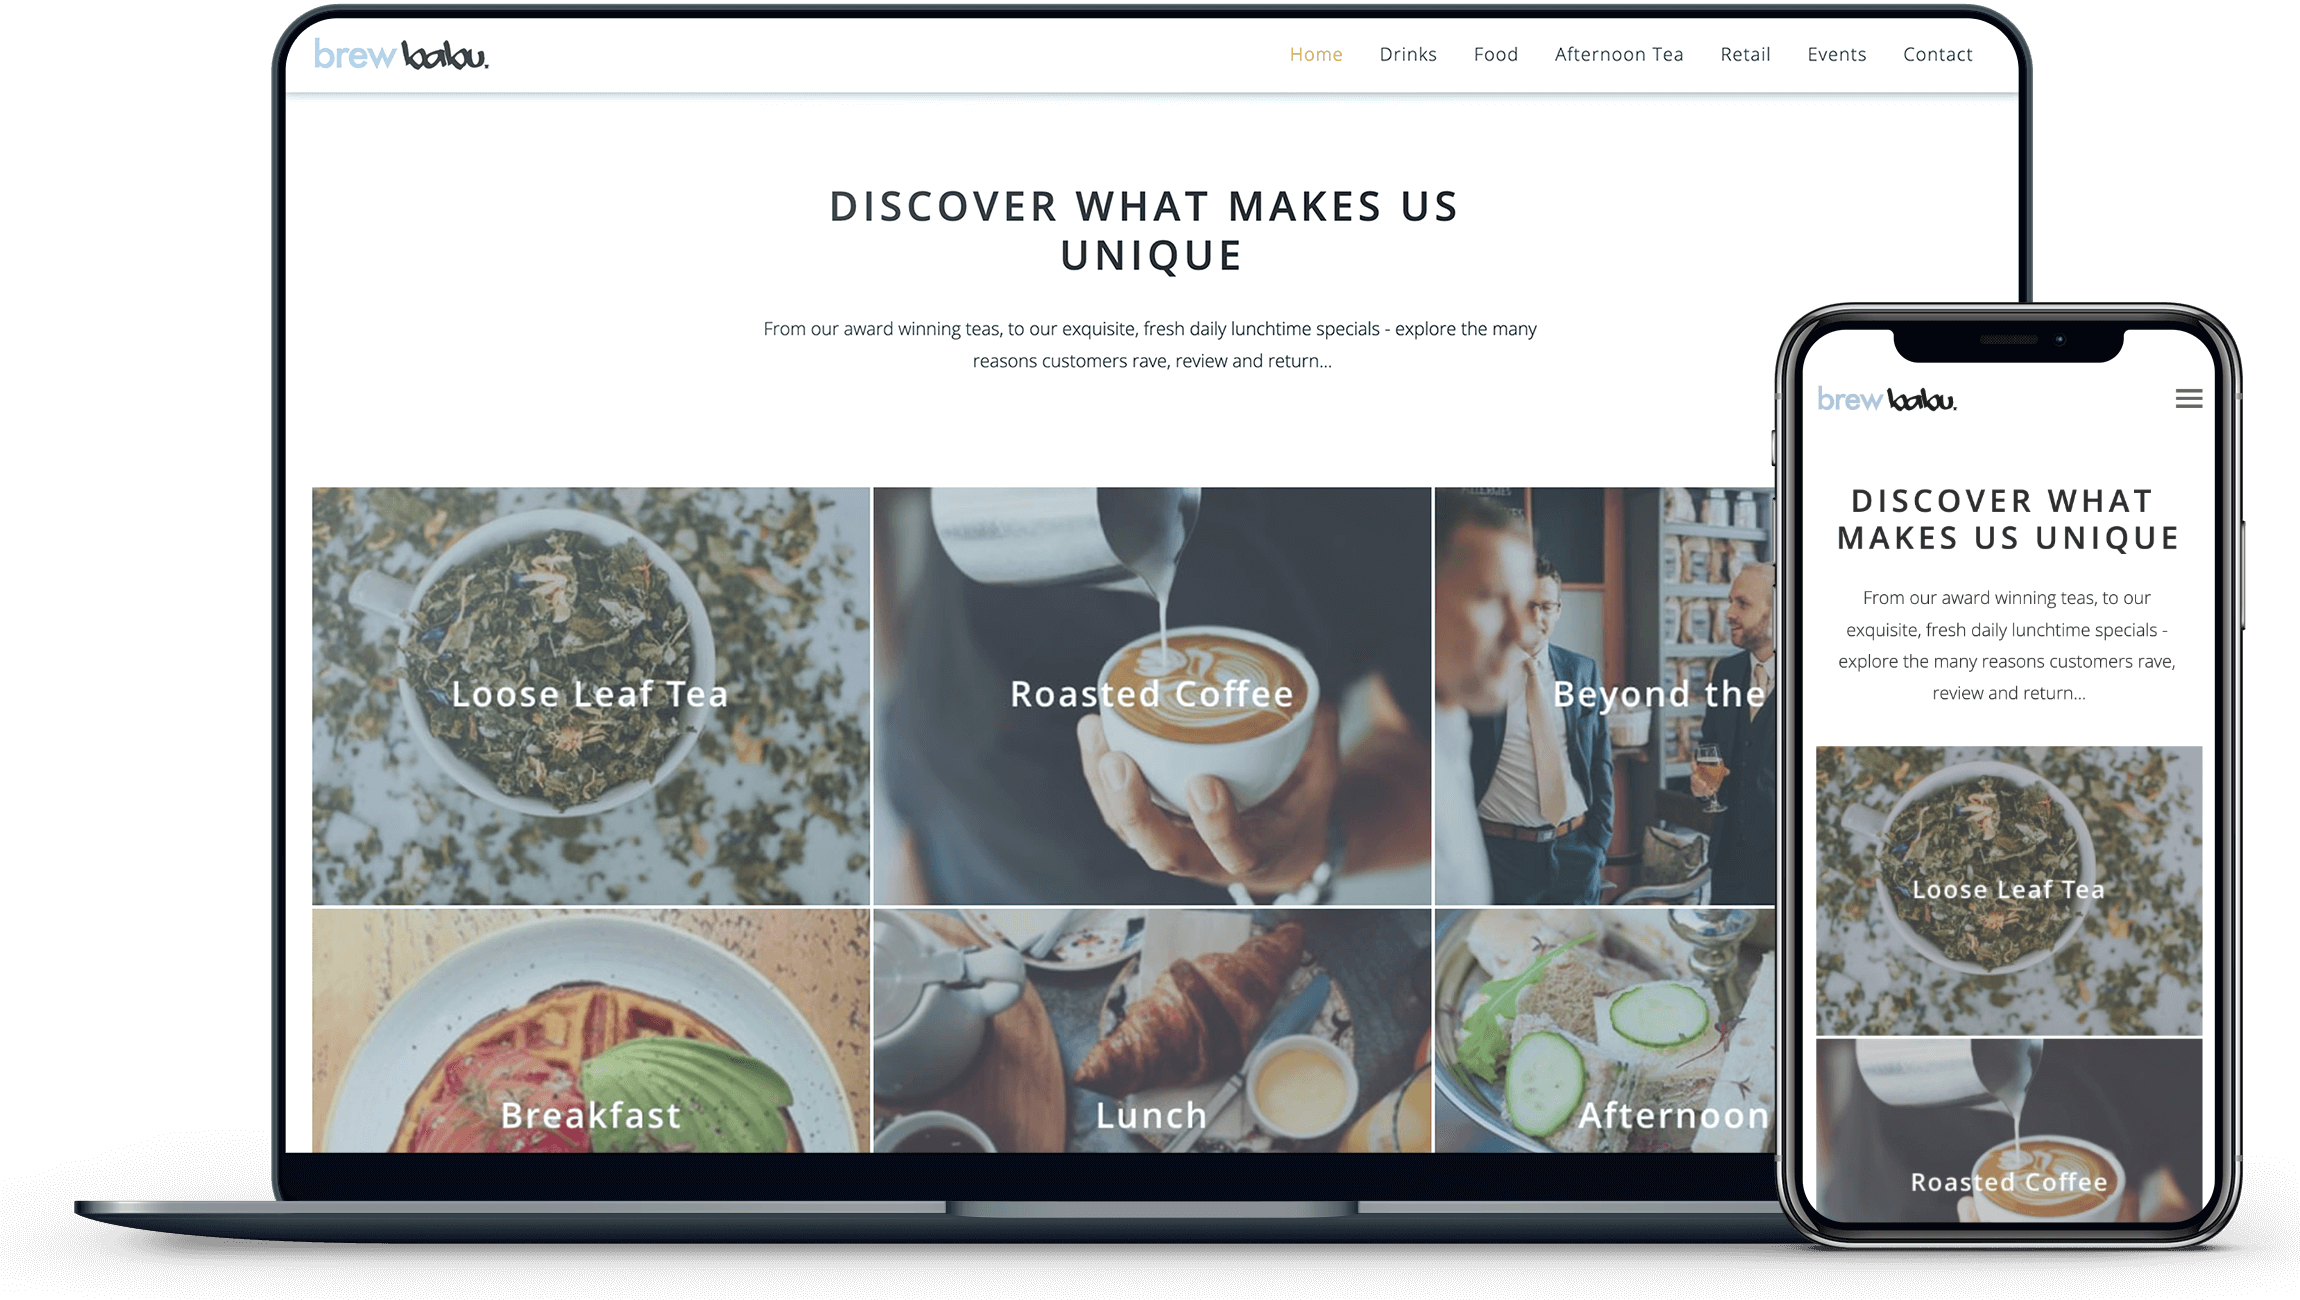 brew babu.
Home Drinks Food Afternoon Tea Retail Events Contact
DISCOVER WHAT MAKES US
UNIQUE
From our award winning teas, to our exquisite, fresh daily lunchtime specials - explore the many
reasons customers rave, review and return...
Loose Leaf Tea
Roasted Coffee
Beyond the
Breakfast
Lunch
Afternoon
brew babu.
DISCOVER WHAT
MAKES US UNIQUE
From our award winning teas, to our
exquisite, fresh daily lunchtime specials -
explore the many reasons customers rave,
review and return...
Loose Leaf Tea
Roasted Coffee